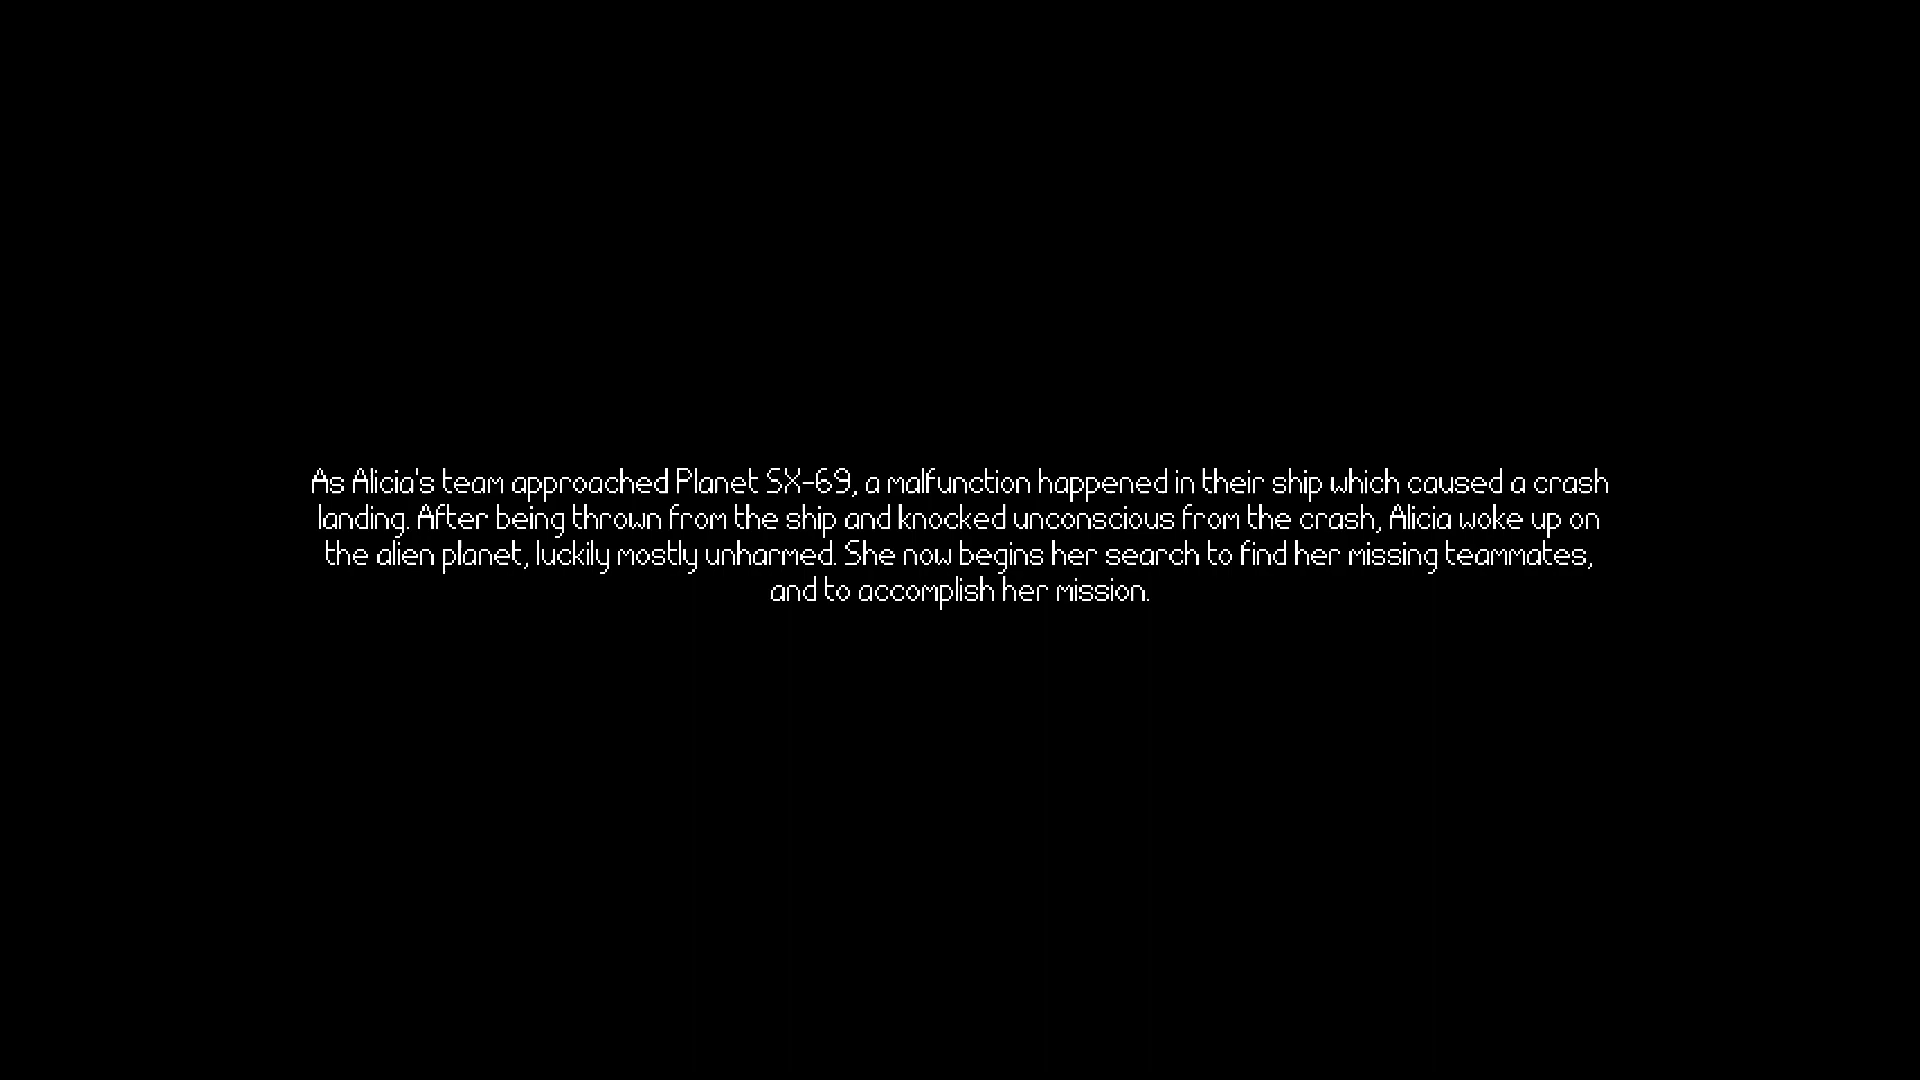 As Alicia's team approached Planet SX-69, a malfunction happened in their ship which caused a crash
landing. After being thrown from the ship and knocked unconscious from the crash, Alicia woke up on
the alien planet, luckily mostly unharmed. She now begins her search to find her missing teammates,
and to accomplish her mission.